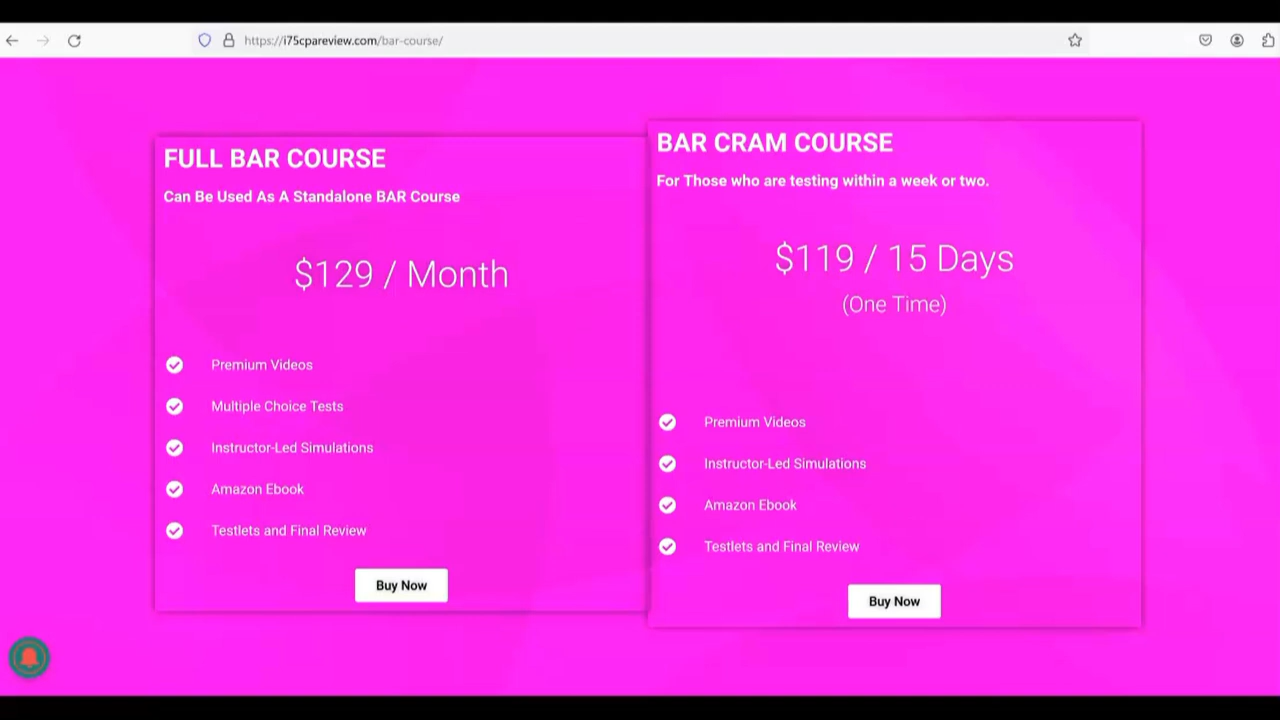 https://i75cpareview.com/bar-course/
FULL BAR COURSE
Can Be Used As A Standalone BAR Course
$129 / Month
Premium Videos
Multiple Choice Tests
Instructor-Led Simulations
Amazon Ebook
Testlets and Final Review
Buy Now
BAR CRAM COURSE
For Those who are testing within a week or two.
$119 / 15 Days
(One Time)
Premium Videos
Instructor-Led Simulations
Amazon Ebook
Testlets and Final Review
Buy Now